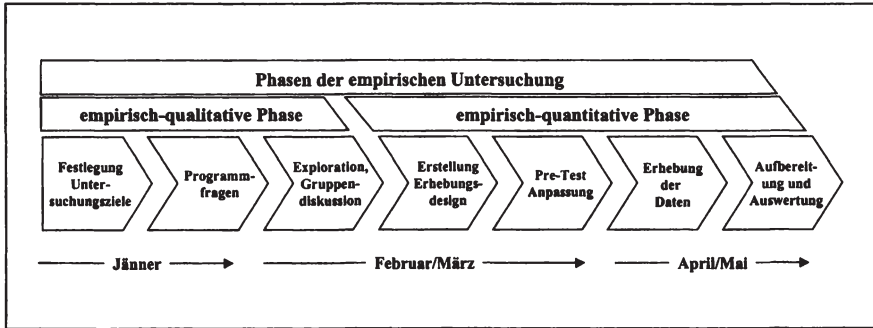 Phasen der empirischen Untersuchung
empirisch-qualitative Phase
empirisch-quantitative Phase
Festlegung
Unter-
suchungsziele
Programm-
fragen
Exploration,
Gruppen-
diskussion
Erstellung
Erhebungs-
design
Pre-Test
Anpassung
Erhebung
der
Daten
Aufbereit-
ung und
Auswertung
Jänner
Februar/März
April/Mai